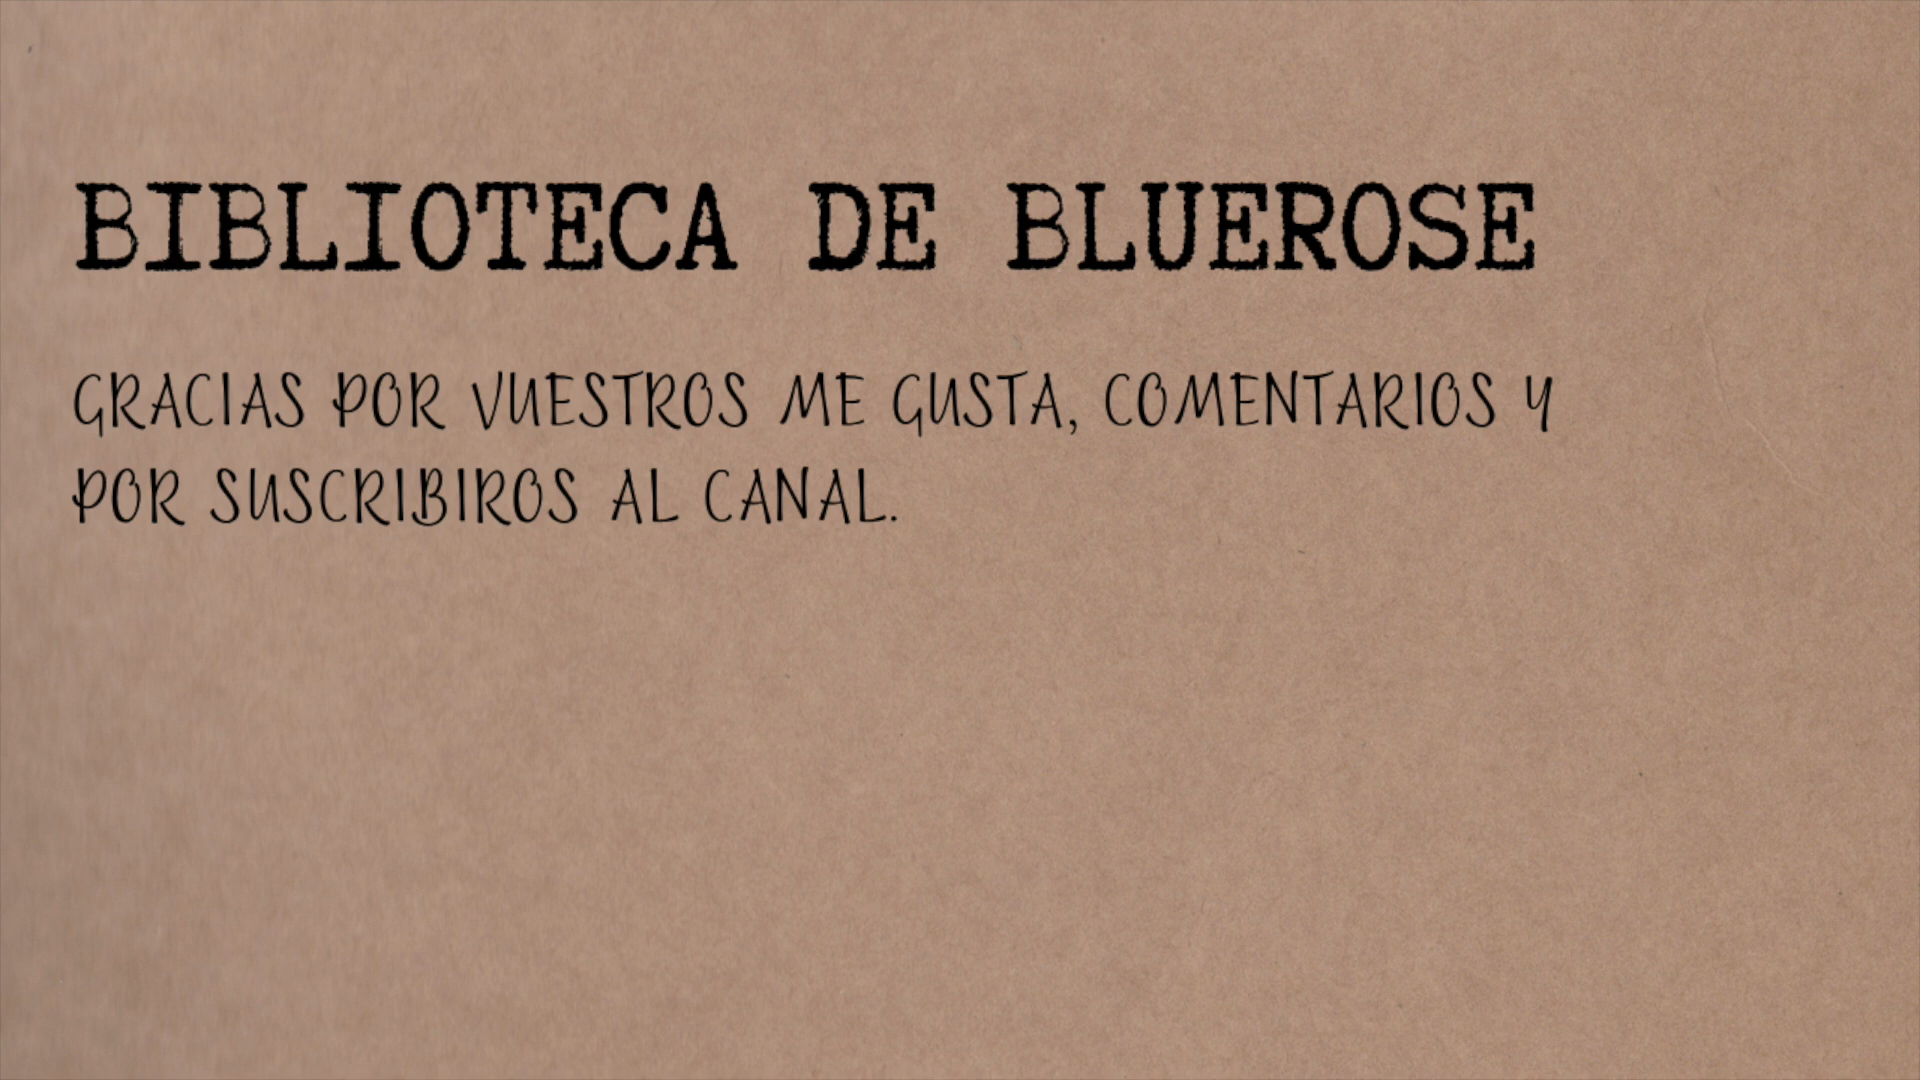 BIBLIOTECA DE BLUEROSE
GRACIAS POR VUESTROS ME GUSTA, COMENTARIOS Y
POR SUSCRIBIROS AL CANAL.